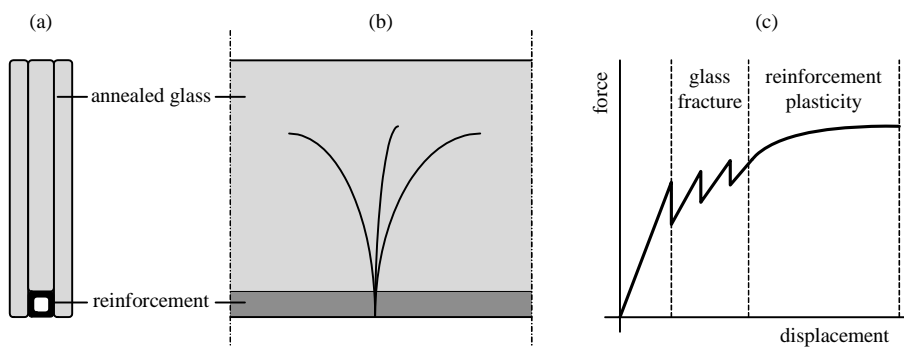 (a)
(b)
(c)
annealed glass
reinforcement
force
glass
fracture
reinforcement
plasticity
displacement